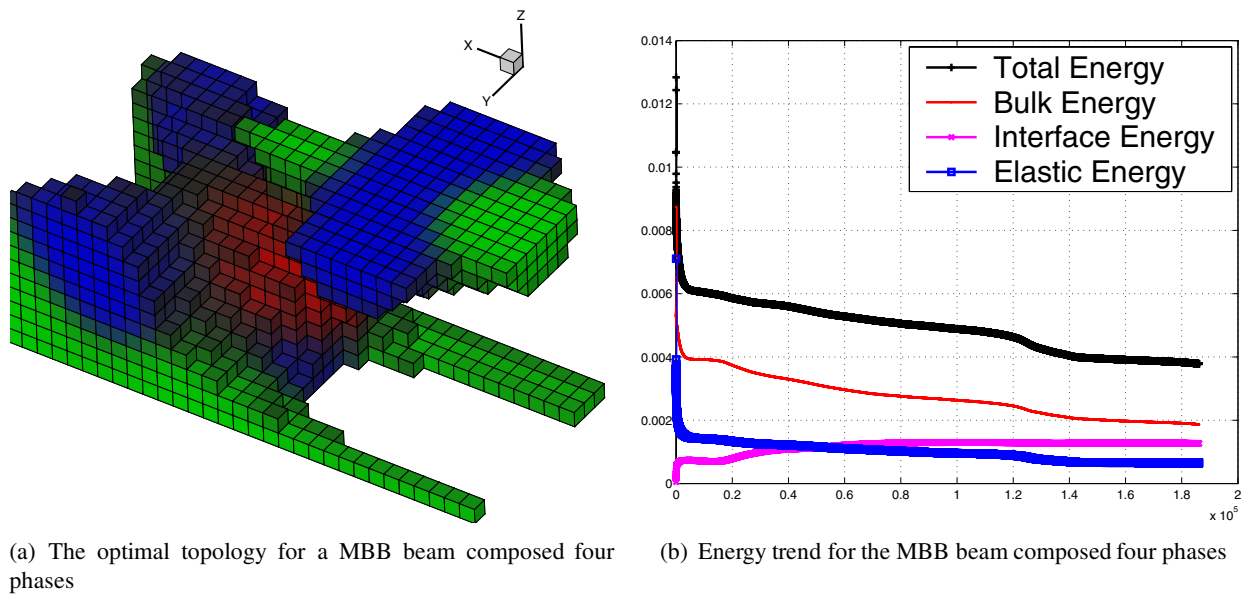 Z
X
Y
0.014
0.012
0.01
0.008
0.006
0.004
0.002
0
Total Energy
Bulk Energy
Interface Energy
Elastic Energy
0 0.2 0.4 0.6 0.8 1 1.2 1.4 1.6 1.8 2
x 10^5
(a) The optimal topology for a MBB beam composed four
phases
(b) Energy trend for the MBB beam composed four phases